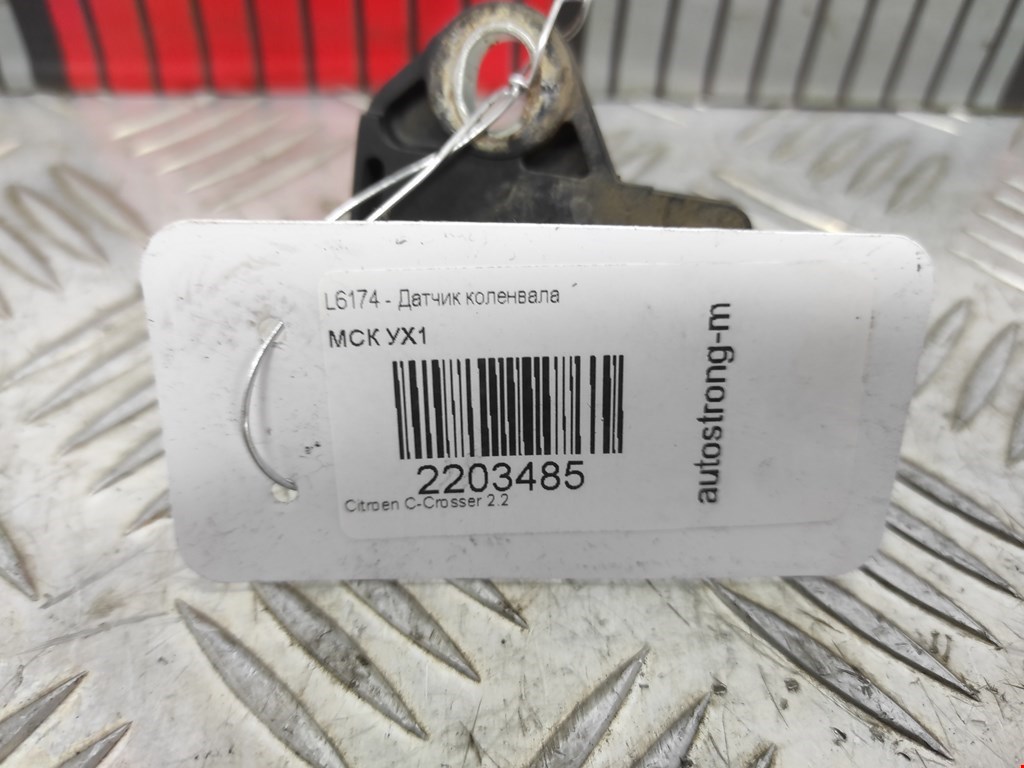 L6174 - Датчик коленвала
МСК УХ1
2203485
Citroen C-Crosser 2.2
autostrong-m